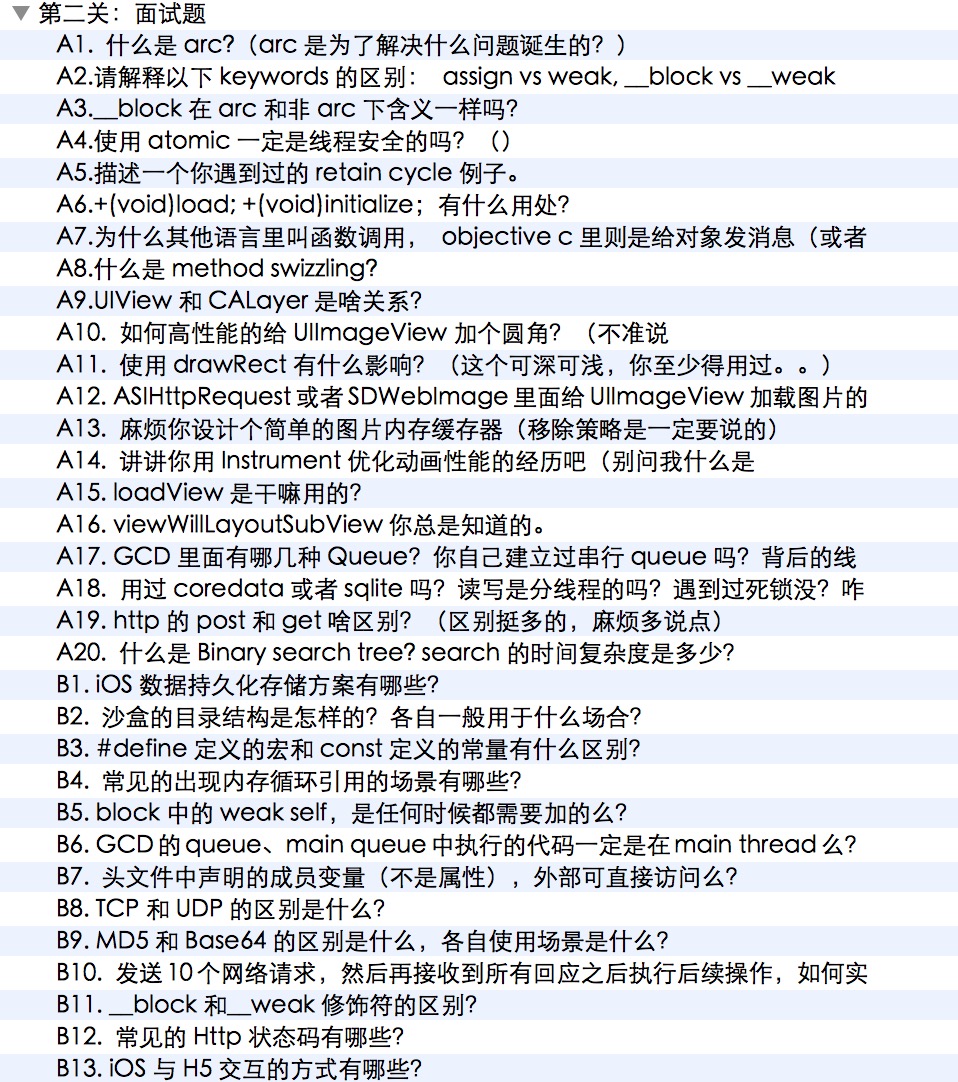 第二关：面试题
A1. 什么是 arc?（arc 是为了解决什么问题诞生的？）
A2.请解释以下 keywords 的区别： assign vs weak, __block vs __weak
A3.__block 在 arc 和非 arc 下含义一样吗？
A4.使用 atomic 一定是线程安全的吗？（）
A5.描述一个你遇到过的 retain cycle 例子。
A6.+(void)load; +(void)initialize；有什么用处？
A7.为什么其他语言里叫函数调用， objective c 里则是给对象发消息（或者
A8.什么是 method swizzling?
A9.UIView 和 CALayer 是啥关系？
A10. 如何高性能的给 UIImageView 加个圆角？（不准说
A11. 使用 drawRect 有什么影响？（这个可深可浅，你至少得用过。。）
A12. ASIHttpRequest 或者 SDWebImage 里面给 UIImageView 加载图片的
A13. 麻烦你设计个简单的图片内存缓存器（移除策略是一定要说的）
A14. 讲讲你用 Instrument 优化动画性能的经历吧（别问我什么是
A15. loadView 是干嘛用的？
A16. viewWillLayoutSubView 你总是知道的。
A17. GCD 里面有哪几种 Queue？你自己建立过串行 queue 吗？背后的线
A18. 用过 coredata 或者 sqlite 吗？读写是分线程的吗？遇到过死锁没？咋
A19. http 的 post 和 get 啥区别？（区别挺多的，麻烦多说点）
A20. 什么是 Binary search tree? search 的时间复杂度是多少？
B1. iOS 数据持久化存储方案有哪些？
B2. 沙盒的目录结构是怎样的？各自一般用于什么场合？
B3. #define 定义的宏和 const 定义的常量有什么区别？
B4. 常见的出现内存循环引用的场景有哪些？
B5. block 中的 weak self，是任何时候都需要加的么？
B6. GCD 的 queue、main queue 中执行的代码一定是在 main thread 么？
B7. 头文件中声明的成员变量（不是属性），外部可直接访问么？
B8. TCP 和 UDP 的区别是什么？
B9. MD5 和 Base64 的区别是什么，各自使用场景是什么？
B10. 发送 10 个网络请求，然后再接收到所有回应之后执行后续操作，如何实
B11. __block 和__weak 修饰符的区别？
B12. 常见的 Http 状态码有哪些？
B13. iOS 与 H5 交互的方式有哪些？